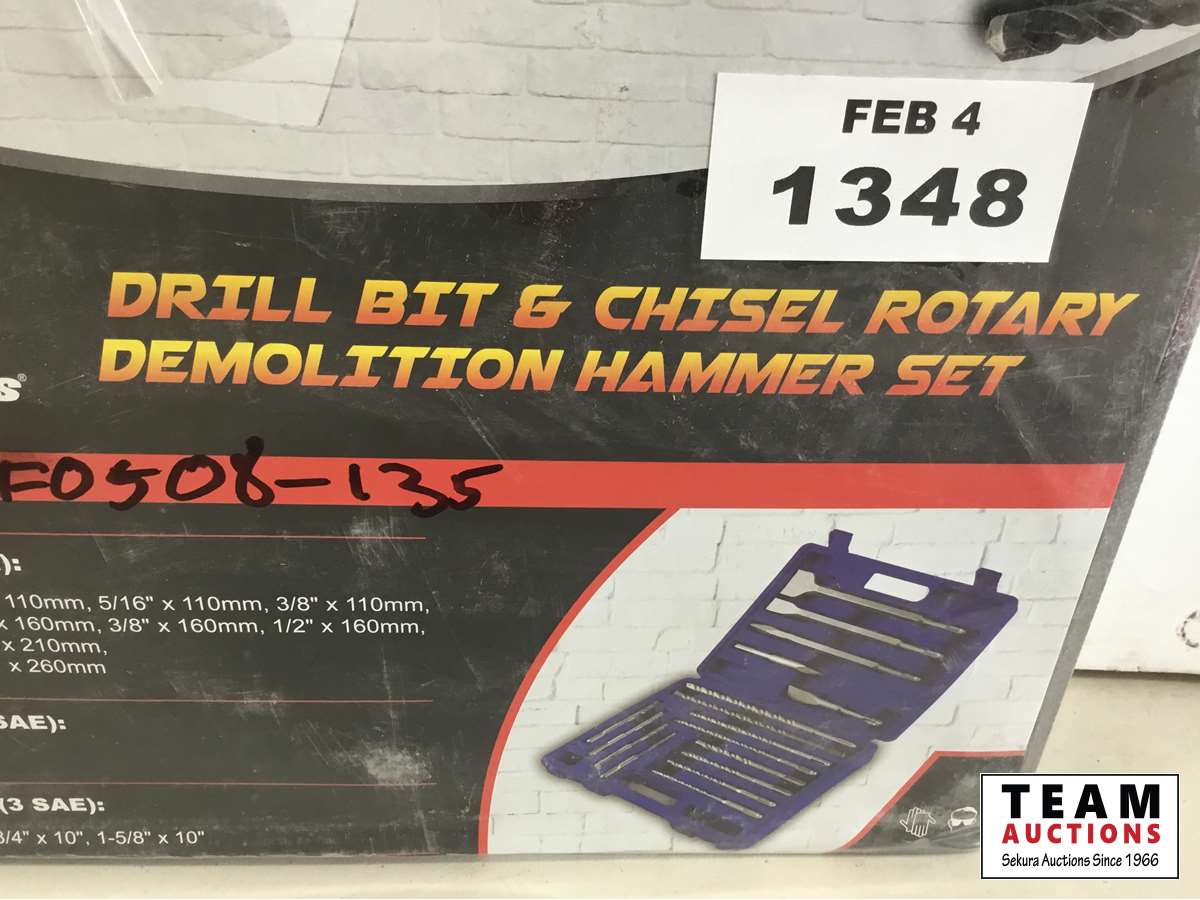 FEB 4
1348
DRILL BIT & CHISEL ROTARY
DEMOLITION HAMMER SET
S®
F0508-135
):
110mm, 5/16" x 110mm, 3/8" x 110mm,
x 160mm, 3/8" x 160mm, 1/2" x 160mm,
x 210mm,
x 260mm
SAE):
(3 SAE):
3/4" x 10", 1-5/8" x 10"
TEAM
AUCTIONS
Sekura Auctions Since 1966